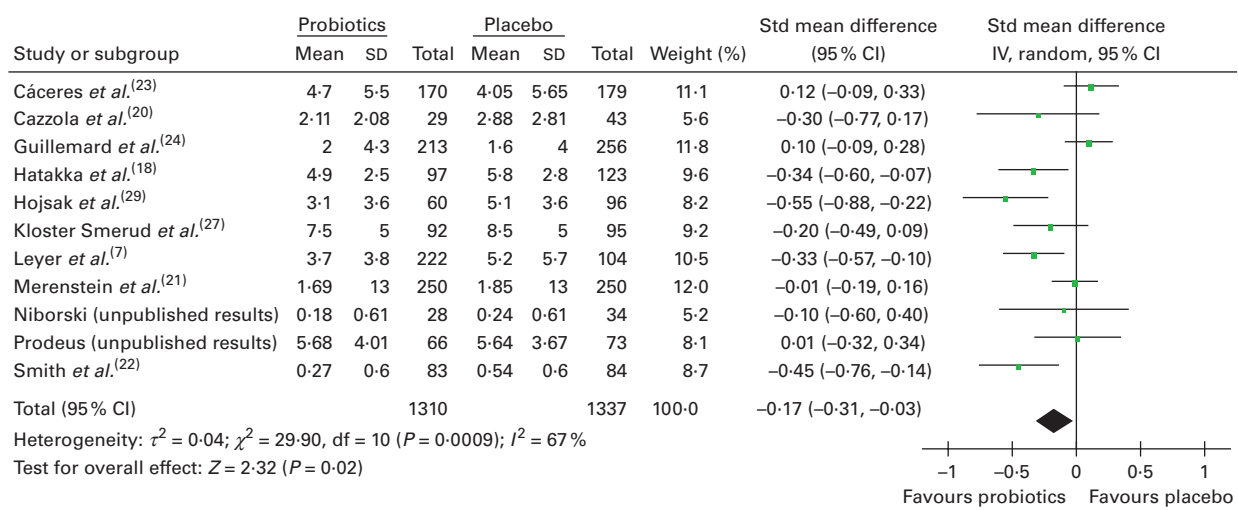 Probiotics Placebo Std mean difference Std mean difference
Study or subgroup Mean SD Total Mean SD Total Weight (%) (95 % CI) IV, random, 95 % CI
Cáceres et al.(23) 4·7 5·5 170 4·05 5·65 179 11·1 0·12 (−0·09, 0·33)
Cazzola et al.(20) 2·11 2·08 29 2·88 2·81 43 5·6 −0·30 (−0·77, 0·17)
Guillemard et al.(24) 2 4·3 213 1·6 4 256 11·8 0·10 (−0·09, 0·28)
Hatakka et al.(18) 4·9 2·5 97 5·8 2·8 123 9·6 −0·34 (−0·60, −0·07)
Hojsak et al.(29) 3·1 3·6 60 5·1 3·6 96 8·2 −0·55 (−0·88, −0·22)
Kloster Smerud et al.(27) 7·5 5 92 8·5 5 95 9·2 −0·20 (−0·49, 0·09)
Leyer et al.(7) 3·7 3·8 222 5·2 5·7 104 10·5 −0·33 (−0·57, −0·10)
Merenstein et al.(21) 1·69 13 250 1·85 13 250 12·0 −0·01 (−0·19, 0·16)
Niborski (unpublished results) 0·18 0·61 28 0·24 0·61 34 5·2 −0·10 (−0·60, 0·40)
Prodeus (unpublished results) 5·68 4·01 66 5·64 3·67 73 8·1 0·01 (−0·32, 0·34)
Smith et al.(22) 0·27 0·6 83 0·54 0·6 84 8·7 −0·45 (−0·76, −0·14)
Total (95 % CI) 1310 1337 100·0 −0·17 (−0·31, −0·03)
Heterogeneity: τ² = 0·04; χ² = 29·90, df = 10 (P = 0·0009); I² = 67 %
Test for overall effect: Z = 2·32 (P = 0·02)
−1 −0·5 0 0·5 1
Favours probiotics Favours placebo